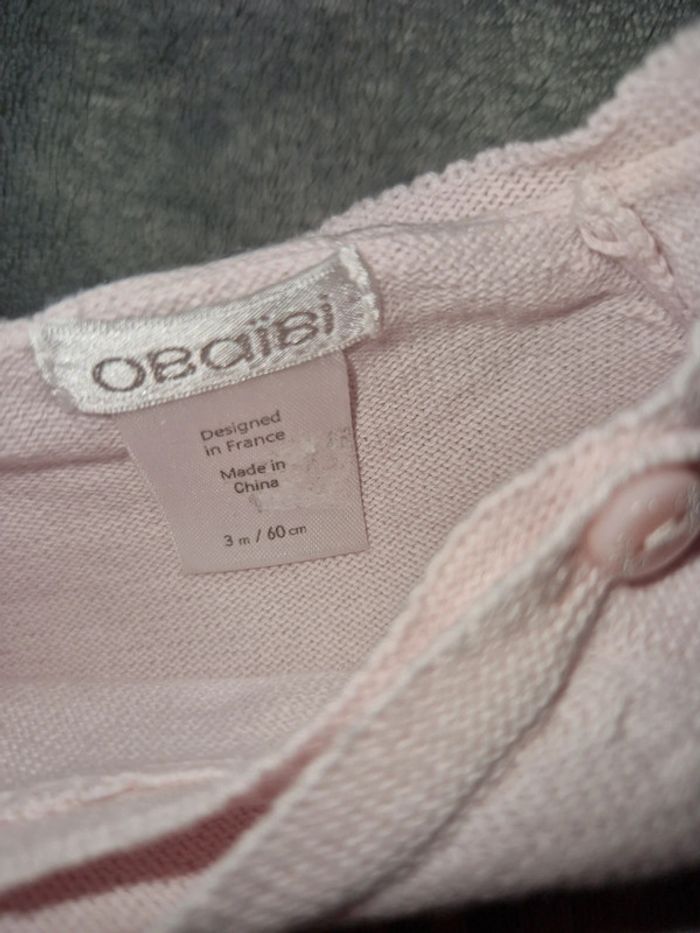 OBaïBi
Designed
in France
Made in
China
3 m / 60 cm